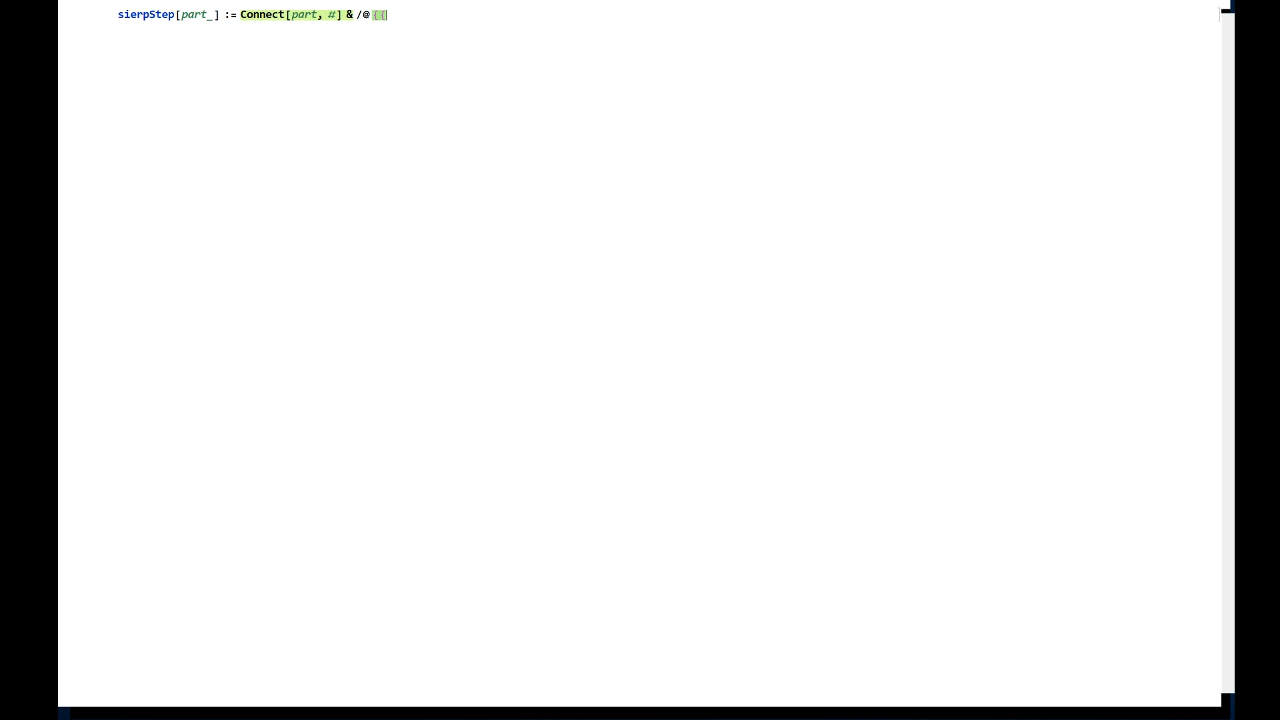 sierpStep[part_] := Connect[part, #] & /@ {{